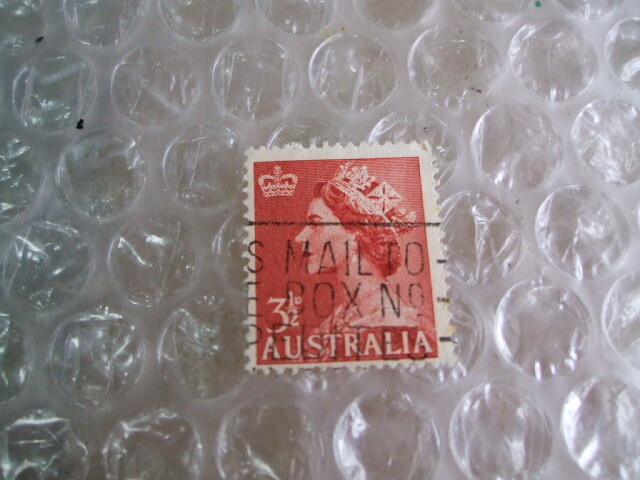 S MAIL TO
E BOX Nº
3½ᴰ
AUSTRALIA